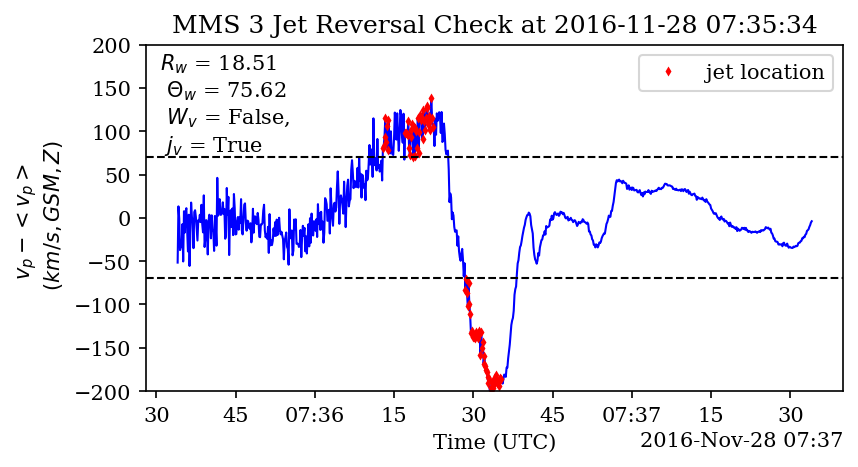 MMS 3 Jet Reversal Check at 2016-11-28 07:35:34
R_w = 18.51
Θ_w = 75.62
W_v = False,
j_v = True
jet location
v_p − < v_p >
(km/s, GSM, Z)
200
150
100
50
0
−50
−100
−150
−200
30 45 07:36 15 30 45 07:37 15 30
Time (UTC)
2016-Nov-28 07:37